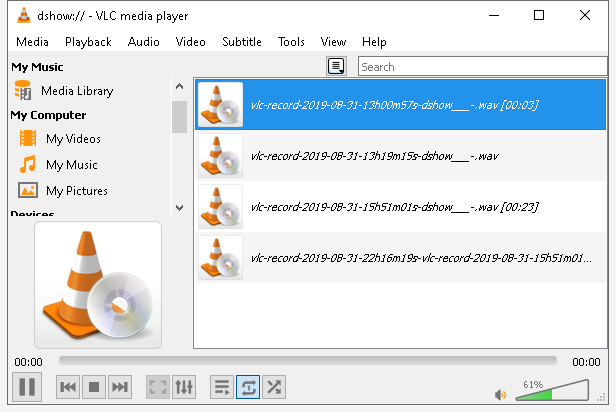 dshow:// - VLC media player
Media Playback Audio Video Subtitle Tools View Help
My Music
Search
Media Library
My Computer
My Videos
My Music
My Pictures
Devices
vlc-record-2019-08-31-13h00m57s-dshow___-.wav [00:03]
vlc-record-2019-08-31-13h19m15s-dshow___-.wav
vlc-record-2019-08-31-15h51m01s-dshow___-.wav [00:23]
vlc-record-2019-08-31-22h16m19s-vlc-record-2019-08-31-15h51m01...
00:00
00:00
61%